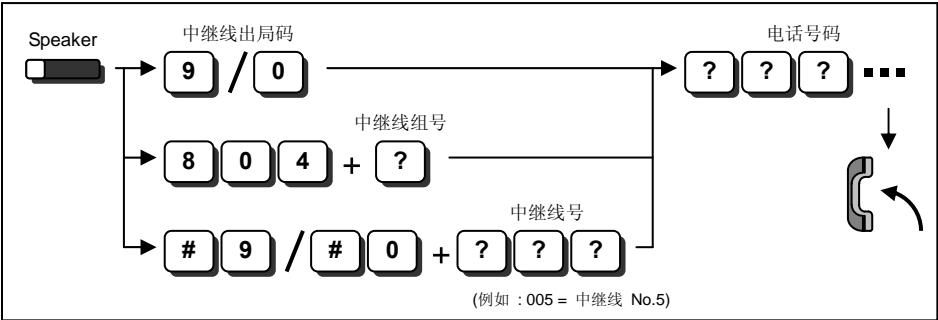 Speaker
中继线出局码
电话号码
9 / 0
? ? ? ▪▪▪
中继线组号
8 0 4 + ?
中继线号
# 9 / # 0 + ? ? ?
(例如 : 005 = 中继线 No.5)